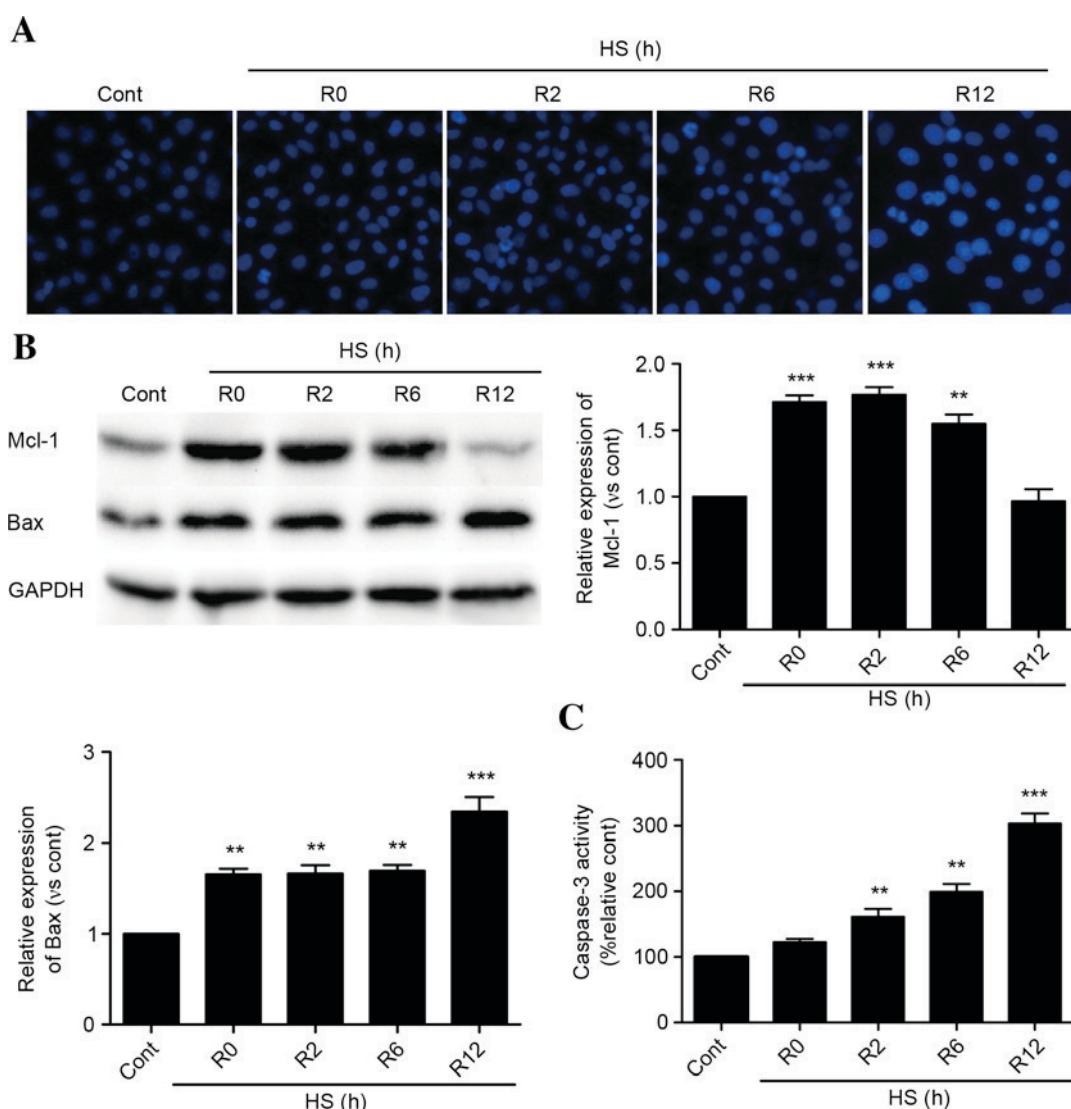 A
HS (h)
Cont R0 R2 R6 R12
B
HS (h)
Cont R0 R2 R6 R12
Mcl-1
Bax
GAPDH
Relative expression of
Mcl-1 (vs cont)
2.0
1.5
1.0
0.5
0.0
*** *** **
Cont R0 R2 R6 R12
HS (h)
Relative expression
of Bax (vs cont)
3
2
1
0
** ** ** ***
Cont R0 R2 R6 R12
HS (h)
C
Caspase-3 activity
(%relative cont)
400
300
200
100
0
** ** ***
Cont R0 R2 R6 R12
HS (h)